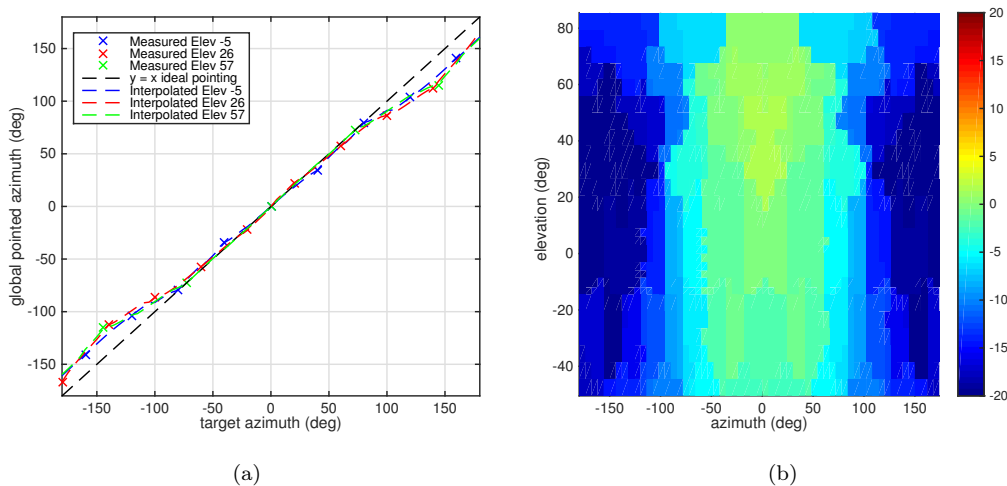 150
100
50
0
-50
-100
-150
global pointed azimuth (deg)
Measured Elev -5
Measured Elev 26
Measured Elev 57
y = x ideal pointing
Interpolated Elev -5
Interpolated Elev 26
Interpolated Elev 57
-150 -100 -50 0 50 100 150
target azimuth (deg)
(a)
80
60
40
20
0
-20
-40
elevation (deg)
-150 -100 -50 0 50 100 150
azimuth (deg)
20
15
10
5
0
-5
-10
-15
-20
(b)